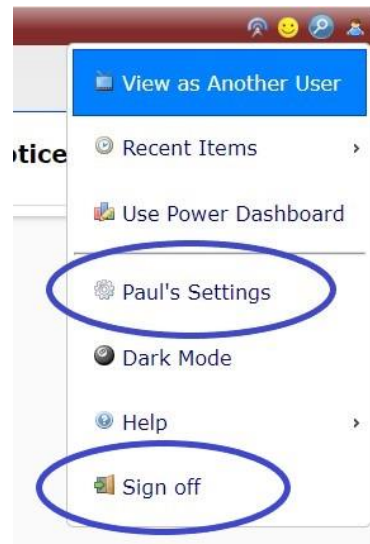 View as Another User
otice
Recent Items
Use Power Dashboard
Paul's Settings
Dark Mode
Help
Sign off